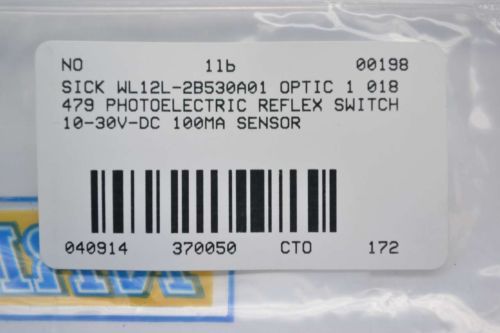 NO 1lb 00198
SICK WL12L-2B530A01 OPTIC 1 018
479 PHOTOELECTRIC REFLEX SWITCH
10-30V-DC 100MA SENSOR
040914 370050 CTO 172